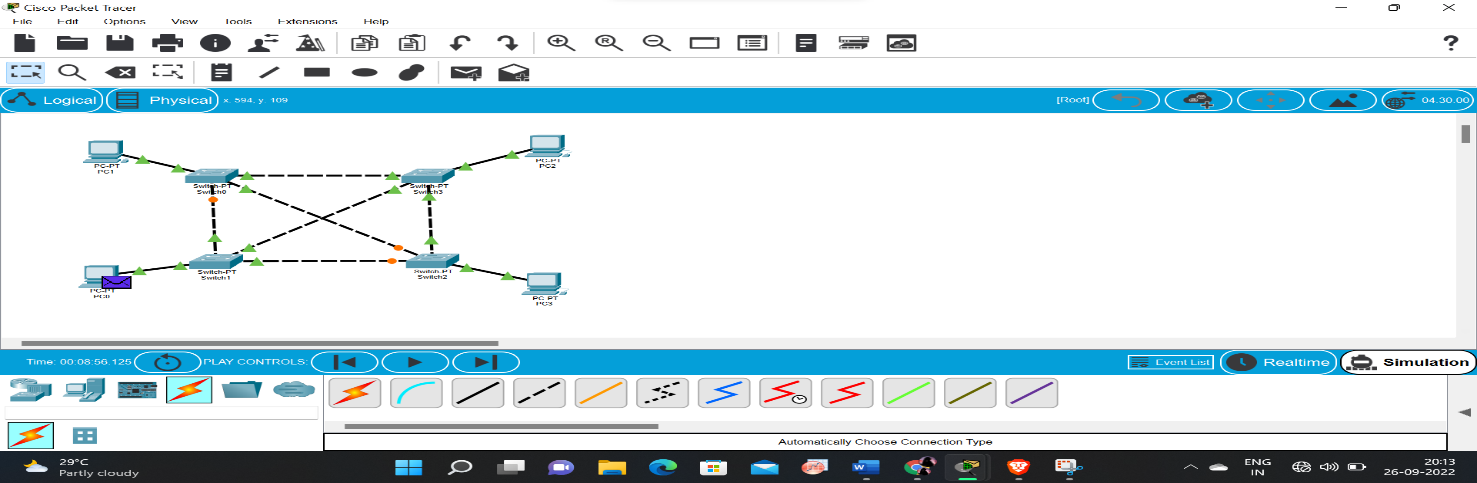 Cisco Packet Tracer
File Edit Options View Tools Extensions Help
R
?
Logical Physical x: 594, y: 109 [Root] 04:30:00
PC-PT
PC1
Switch-PT
Switch0
Switch-PT
Switch3
PC-PT
PC2
PC-PT
PC0
Switch-PT
Switch1
Switch-PT
Switch2
PC-PT
PC3
Time: 00:08:56.125 PLAY CONTROLS: Event List Realtime Simulation
Automatically Choose Connection Type
29°C
Partly cloudy
ENG
IN
20:13
26-09-2022